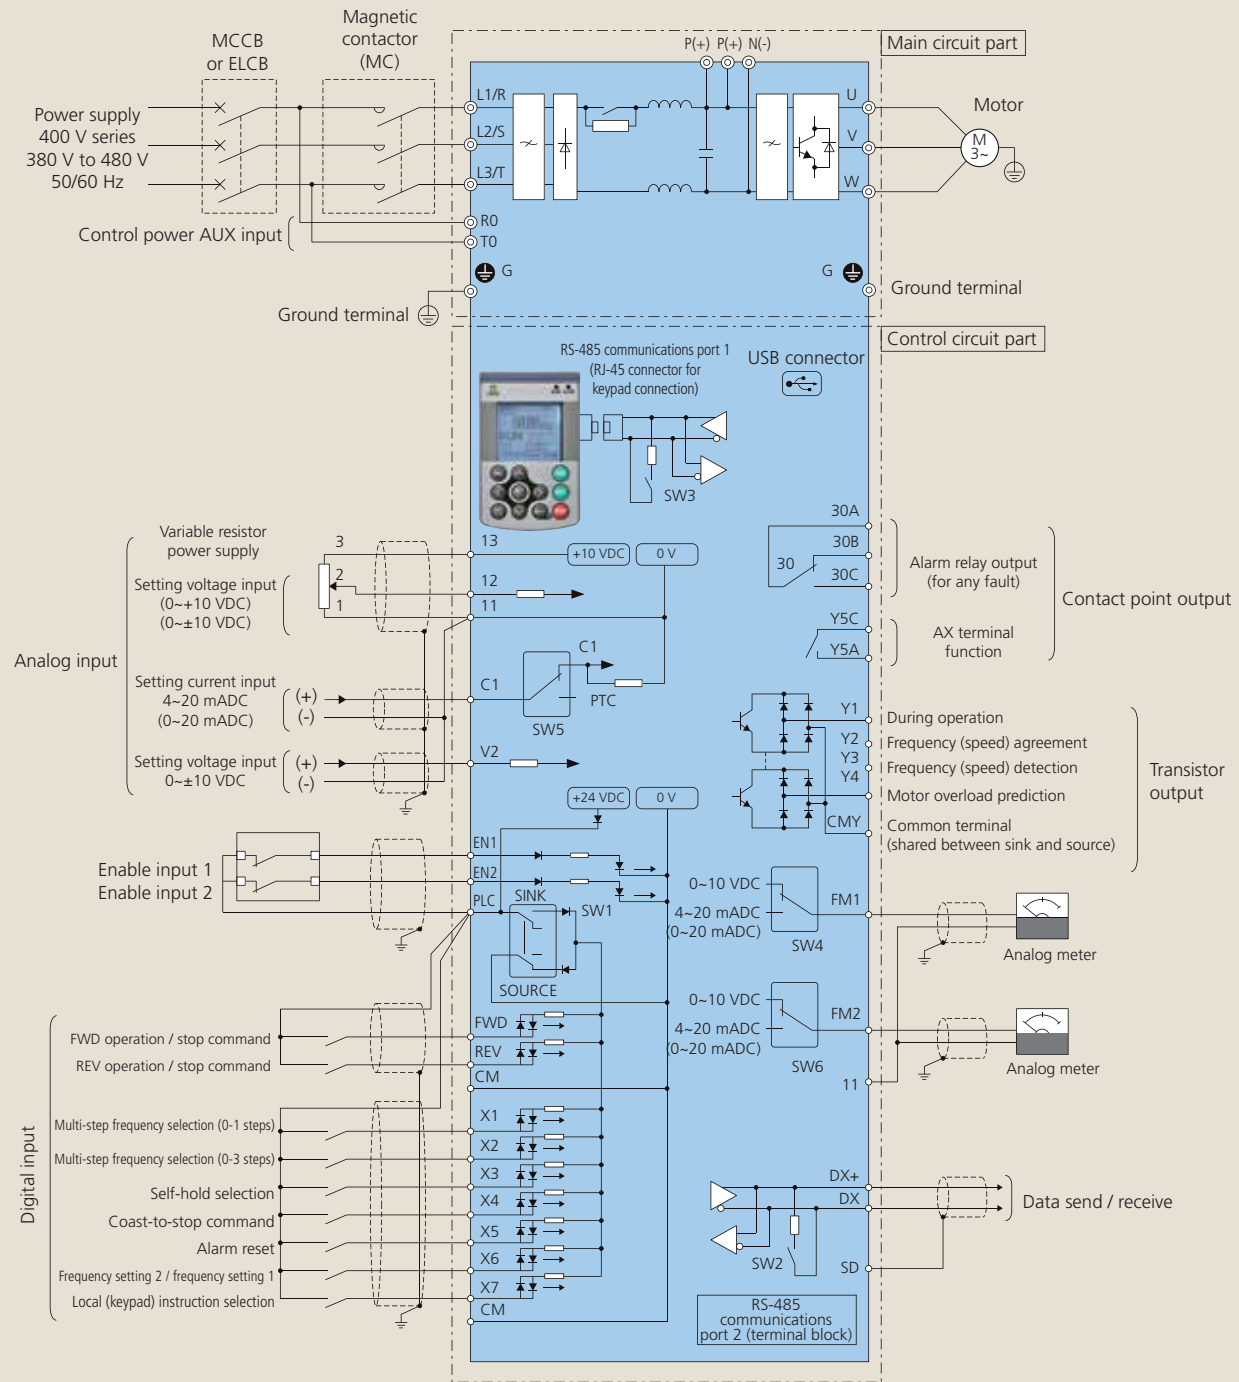 Magnetic
contactor
(MC)
MCCB
or ELCB
P(+) P(+) N(-)
Main circuit part
Power supply
400 V series
380 V to 480 V
50/60 Hz
L1/R
L2/S
L3/T
U
V
W
Motor
M
3~
R0
T0
Control power AUX input
G
G
Ground terminal
Ground terminal
Control circuit part
RS-485 communications port 1
(RJ-45 connector for
keypad connection)
USB connector
SW3
Analog input
Variable resistor
power supply
Setting voltage input
(0~+10 VDC)
(0~±10 VDC)
3
2
1
13
12
11
+10 VDC
0 V
Setting current input
4~20 mADC
(0~20 mADC)
(+)
(-)
C1
C1
PTC
SW5
Setting voltage input
0~±10 VDC
(+)
(-)
V2
+24 VDC
0 V
30A
30B
30C
30
Alarm relay output
(for any fault)
Contact point output
Y5C
Y5A
AX terminal
function
Y1
Y2
Y3
Y4
CMY
During operation
Frequency (speed) agreement
Frequency (speed) detection
Motor overload prediction
Common terminal
(shared between sink and source)
Transistor
output
Enable input 1
Enable input 2
EN1
EN2
PLC
SINK
SW1
SOURCE
0~10 VDC
4~20 mADC
(0~20 mADC)
SW4
FM1
Analog meter
0~10 VDC
4~20 mADC
(0~20 mADC)
SW6
FM2
11
Analog meter
Digital input
FWD operation / stop command
REV operation / stop command
FWD
REV
CM
Multi-step frequency selection (0-1 steps)
Multi-step frequency selection (0-3 steps)
Self-hold selection
Coast-to-stop command
Alarm reset
Frequency setting 2 / frequency setting 1
Local (keypad) instruction selection
X1
X2
X3
X4
X5
X6
X7
CM
DX+
DX
SD
SW2
Data send / receive
RS-485
communications
port 2 (terminal block)